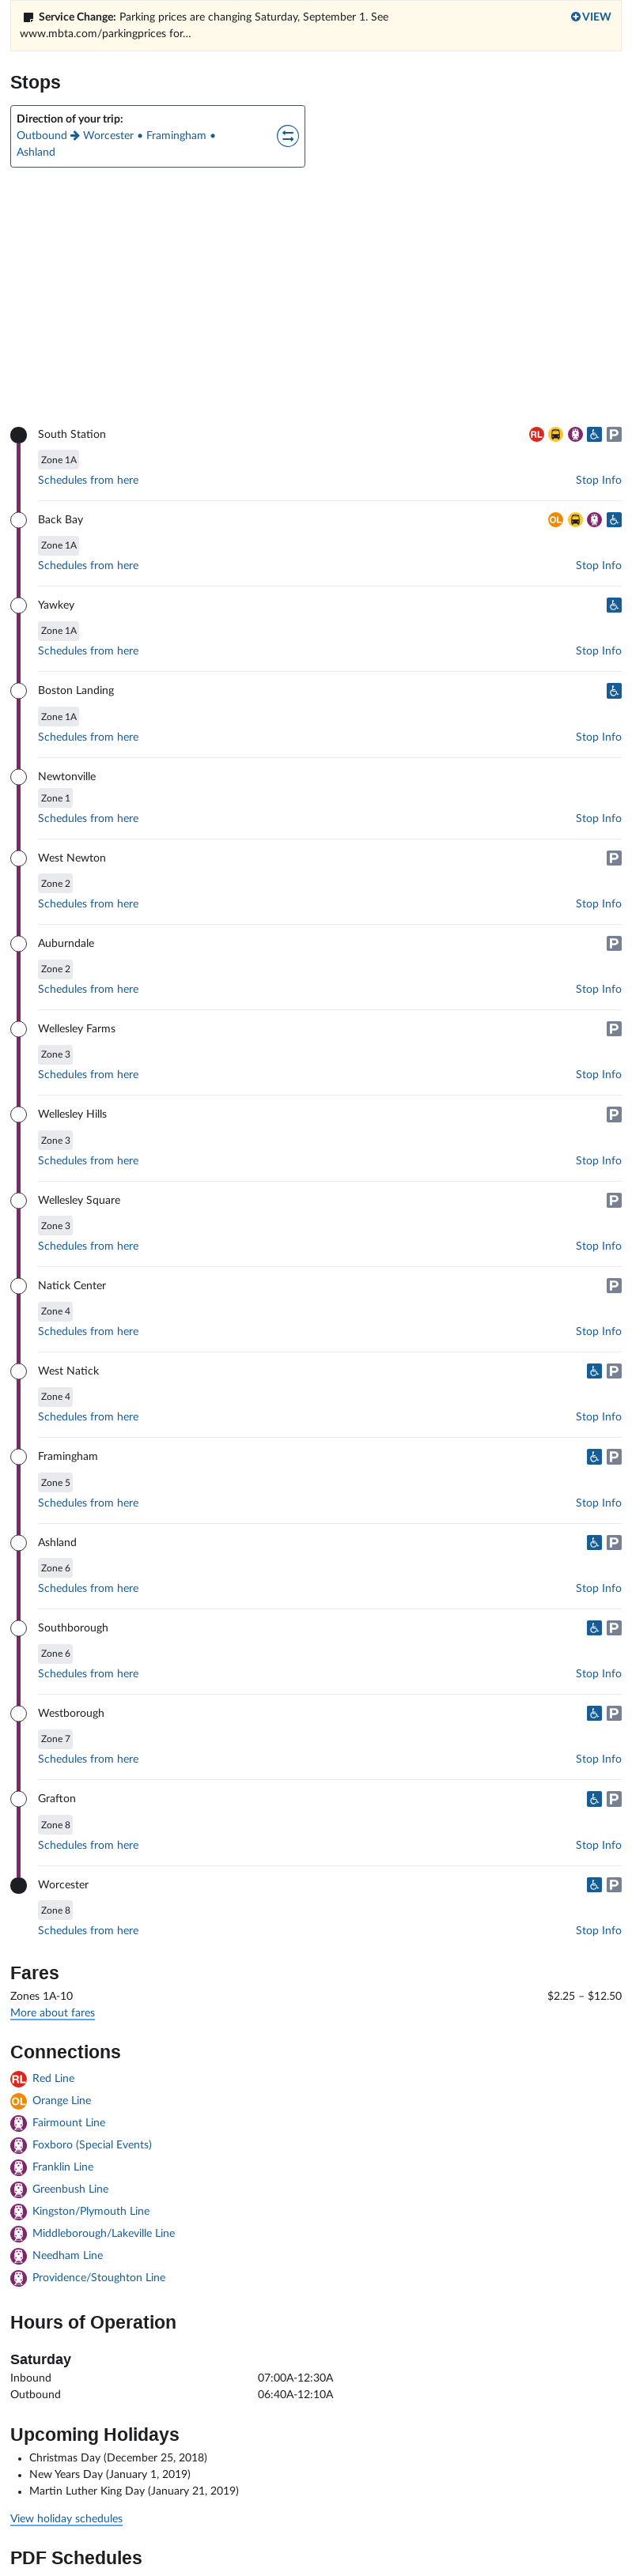 Service Change: Parking prices are changing Saturday, September 1. See
www.mbta.com/parkingprices for...
VIEW
Stops
Direction of your trip:
Outbound → Worcester • Framingham •
Ashland
South Station
RL
P
Zone 1A
Schedules from here
Stop Info
Back Bay
OL
Zone 1A
Schedules from here
Stop Info
Yawkey
Zone 1A
Schedules from here
Stop Info
Boston Landing
Zone 1A
Schedules from here
Stop Info
Newtonville
Zone 1
Schedules from here
Stop Info
West Newton
P
Zone 2
Schedules from here
Stop Info
Auburndale
P
Zone 2
Schedules from here
Stop Info
Wellesley Farms
P
Zone 3
Schedules from here
Stop Info
Wellesley Hills
P
Zone 3
Schedules from here
Stop Info
Wellesley Square
P
Zone 3
Schedules from here
Stop Info
Natick Center
P
Zone 4
Schedules from here
Stop Info
West Natick
P
Zone 4
Schedules from here
Stop Info
Framingham
P
Zone 5
Schedules from here
Stop Info
Ashland
P
Zone 6
Schedules from here
Stop Info
Southborough
P
Zone 6
Schedules from here
Stop Info
Westborough
P
Zone 7
Schedules from here
Stop Info
Grafton
P
Zone 8
Schedules from here
Stop Info
Worcester
P
Zone 8
Schedules from here
Stop Info
Fares
Zones 1A-10 $2.25 – $12.50
More about fares
Connections
RL Red Line
OL Orange Line
Fairmount Line
Foxboro (Special Events)
Franklin Line
Greenbush Line
Kingston/Plymouth Line
Middleborough/Lakeville Line
Needham Line
Providence/Stoughton Line
Hours of Operation
Saturday
Inbound 07:00A-12:30A
Outbound 06:40A-12:10A
Upcoming Holidays
• Christmas Day (December 25, 2018)
• New Years Day (January 1, 2019)
• Martin Luther King Day (January 21, 2019)
View holiday schedules
PDF Schedules